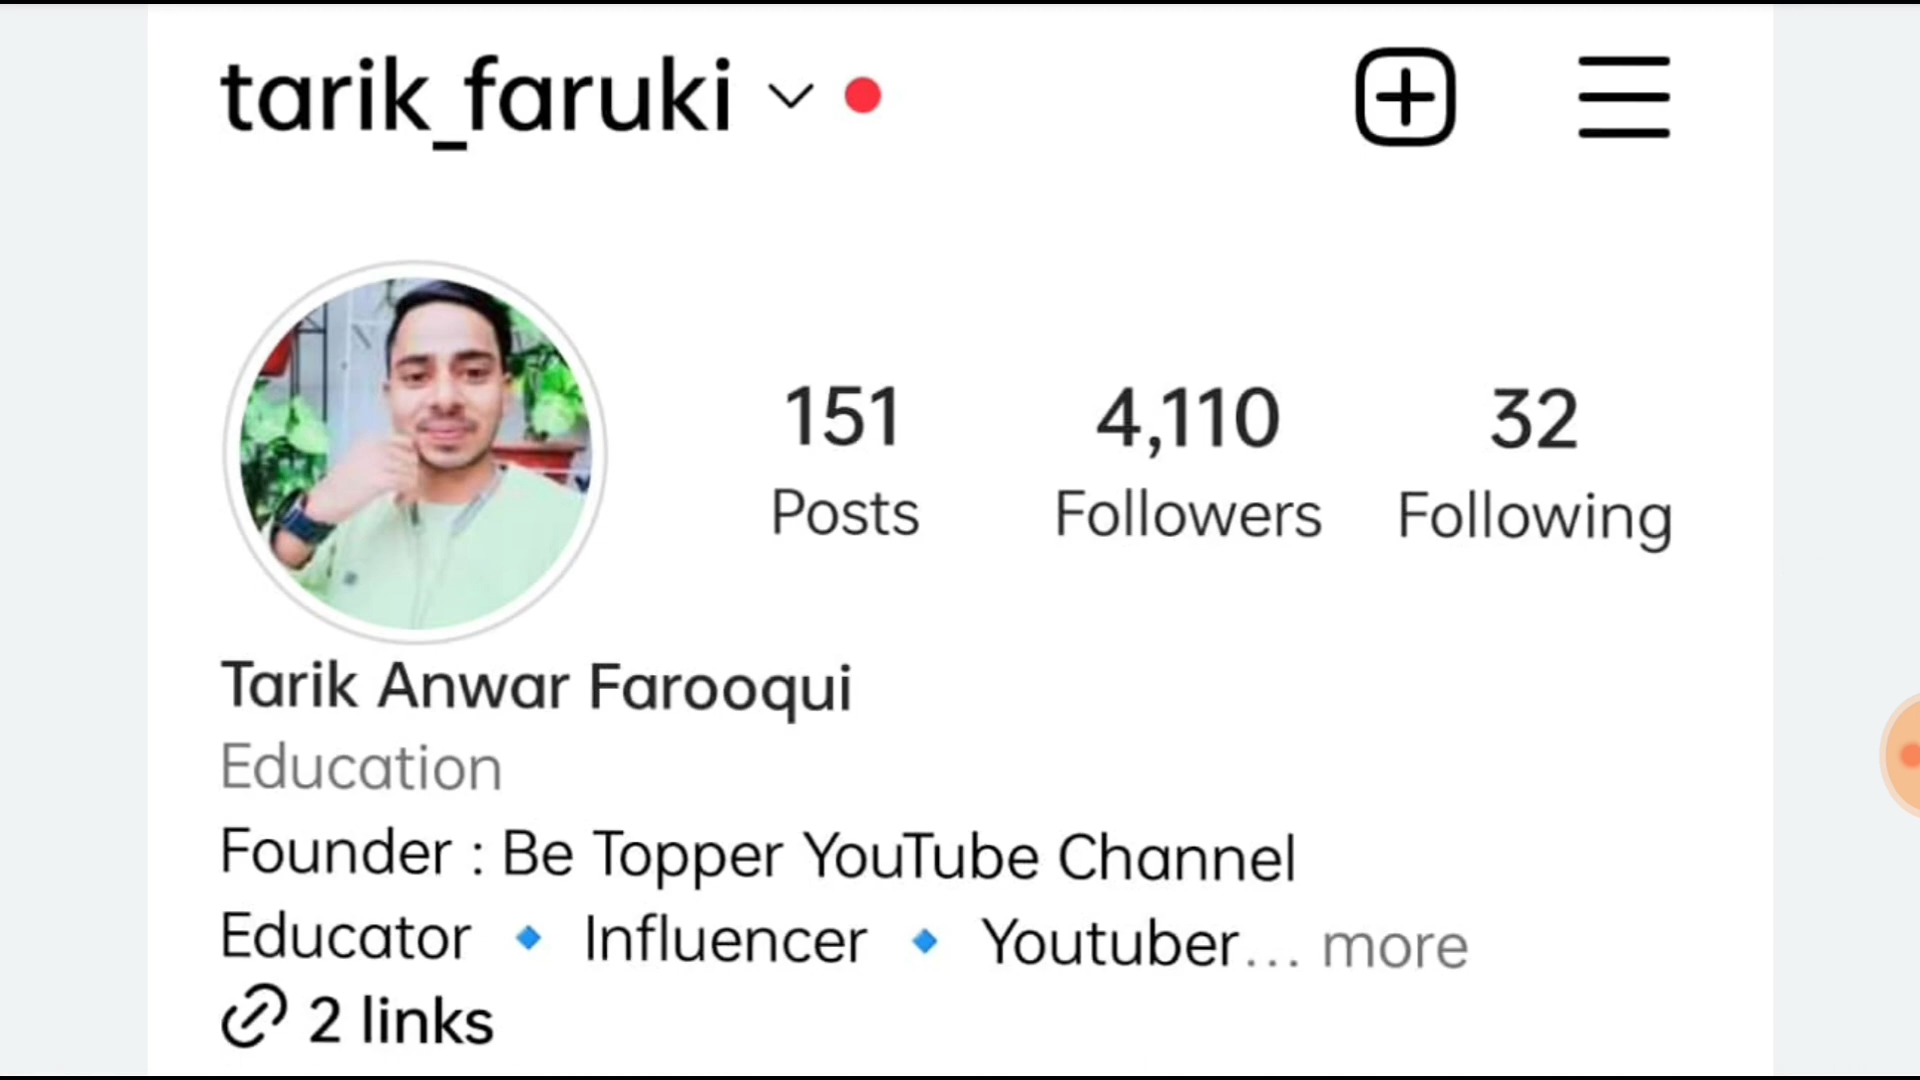 tarik_faruki
151 4,110 32
Posts Followers Following
Tarik Anwar Farooqui
Education
Founder : Be Topper YouTube Channel
Educator 🔹 Influencer 🔹 Youtuber... more
2 links